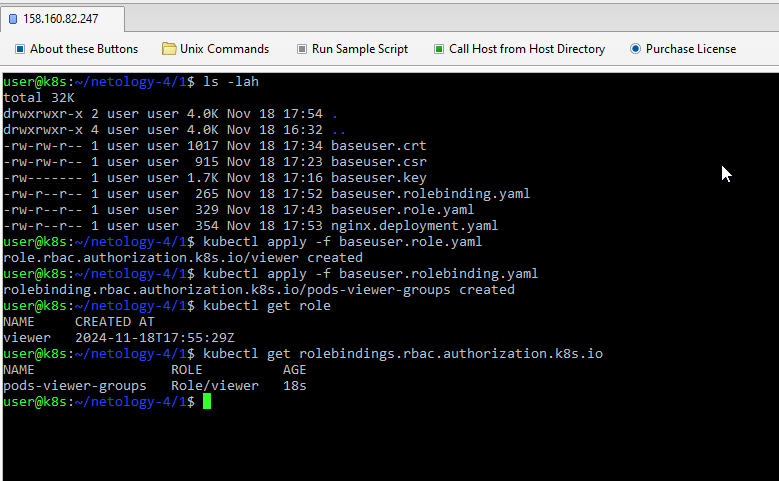 158.160.82.247
About these Buttons Unix Commands Run Sample Script Call Host from Host Directory Purchase License
user@k8s:~/netology-4/1$ ls -lah
total 32K
drwxrwxr-x 2 user user 4.0K Nov 18 17:54 .
drwxrwxr-x 4 user user 4.0K Nov 18 16:32 ..
-rw-rw-r-- 1 user user 1017 Nov 18 17:34 baseuser.crt
-rw-rw-r-- 1 user user  915 Nov 18 17:23 baseuser.csr
-rw------- 1 user user 1.7K Nov 18 17:16 baseuser.key
-rw-r--r-- 1 user user  265 Nov 18 17:52 baseuser.rolebinding.yaml
-rw-r--r-- 1 user user  329 Nov 18 17:43 baseuser.role.yaml
-rw-r--r-- 1 user user  354 Nov 18 17:53 nginx.deployment.yaml
user@k8s:~/netology-4/1$ kubectl apply -f baseuser.role.yaml
role.rbac.authorization.k8s.io/viewer created
user@k8s:~/netology-4/1$ kubectl apply -f baseuser.rolebinding.yaml
rolebinding.rbac.authorization.k8s.io/pods-viewer-groups created
user@k8s:~/netology-4/1$ kubectl get role
NAME     CREATED AT
viewer   2024-11-18T17:55:29Z
user@k8s:~/netology-4/1$ kubectl get rolebindings.rbac.authorization.k8s.io
NAME                 ROLE          AGE
pods-viewer-groups   Role/viewer   18s
user@k8s:~/netology-4/1$